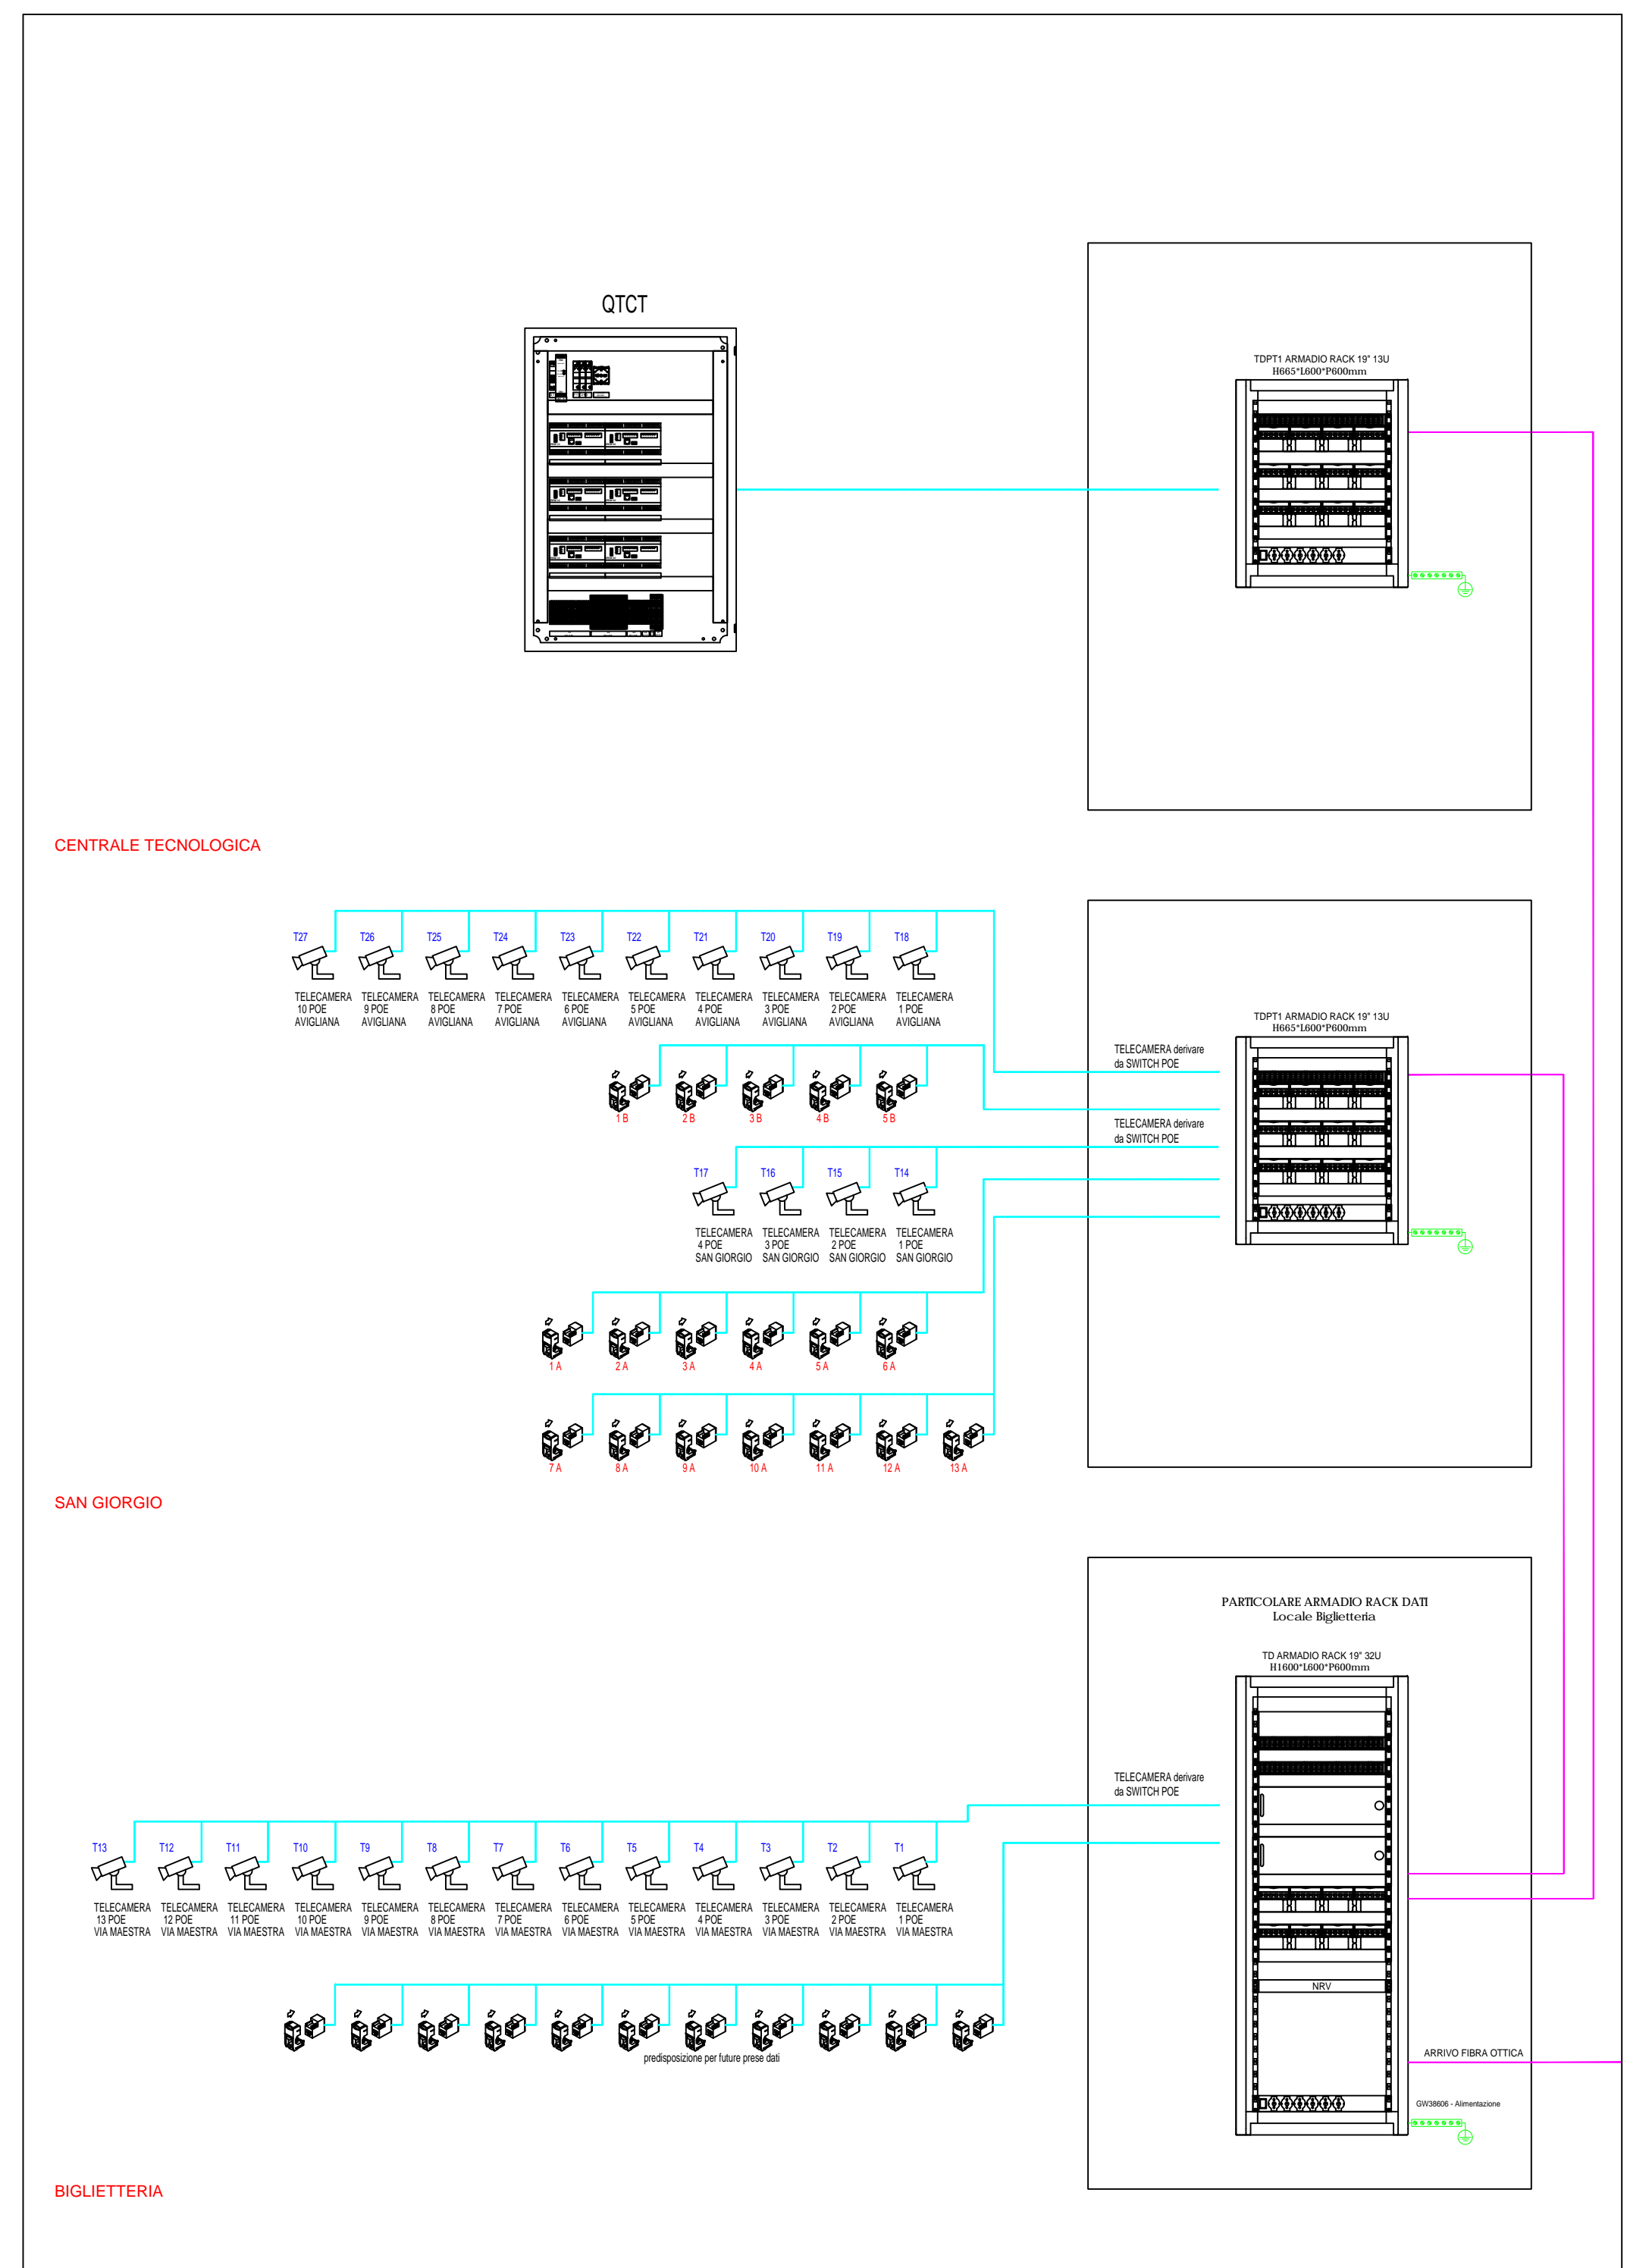 QTCT
TDPT1 ARMADIO RACK 19" 13U
H665*L600*P600mm
CENTRALE TECNOLOGICA
T27 T26 T25 T24 T23 T22 T21 T20 T19 T18
TELECAMERA TELECAMERA TELECAMERA TELECAMERA TELECAMERA TELECAMERA TELECAMERA TELECAMERA TELECAMERA TELECAMERA
10 POE 9 POE 8 POE 7 POE 6 POE 5 POE 4 POE 3 POE 2 POE 1 POE
AVIGLIANA AVIGLIANA AVIGLIANA AVIGLIANA AVIGLIANA AVIGLIANA AVIGLIANA AVIGLIANA AVIGLIANA AVIGLIANA
TDPT1 ARMADIO RACK 19" 13U
H665*L600*P600mm
TELECAMERA derivare
da SWITCH POE
1 B 2 B 3 B 4 B 5 B
TELECAMERA derivare
da SWITCH POE
T17 T16 T15 T14
TELECAMERA TELECAMERA TELECAMERA TELECAMERA
4 POE 3 POE 2 POE 1 POE
SAN GIORGIO SAN GIORGIO SAN GIORGIO SAN GIORGIO
1 A 2 A 3 A 4 A 5 A 6 A
7 A 8 A 9 A 10 A 11 A 12 A 13 A
SAN GIORGIO
PARTICOLARE ARMADIO RACK DATI
Locale Biglietteria
TD ARMADIO RACK 19" 32U
H1600*L600*P600mm
TELECAMERA derivare
da SWITCH POE
T13 T12 T11 T10 T9 T8 T7 T6 T5 T4 T3 T2 T1
TELECAMERA TELECAMERA TELECAMERA TELECAMERA TELECAMERA TELECAMERA TELECAMERA TELECAMERA TELECAMERA TELECAMERA TELECAMERA TELECAMERA TELECAMERA
13 POE 12 POE 11 POE 10 POE 9 POE 8 POE 7 POE 6 POE 5 POE 4 POE 3 POE 2 POE 1 POE
VIA MAESTRA VIA MAESTRA VIA MAESTRA VIA MAESTRA VIA MAESTRA VIA MAESTRA VIA MAESTRA VIA MAESTRA VIA MAESTRA VIA MAESTRA VIA MAESTRA VIA MAESTRA VIA MAESTRA
NRV
predisposizione per future prese dati
ARRIVO FIBRA OTTICA
GW38606 - Alimentazione
BIGLIETTERIA